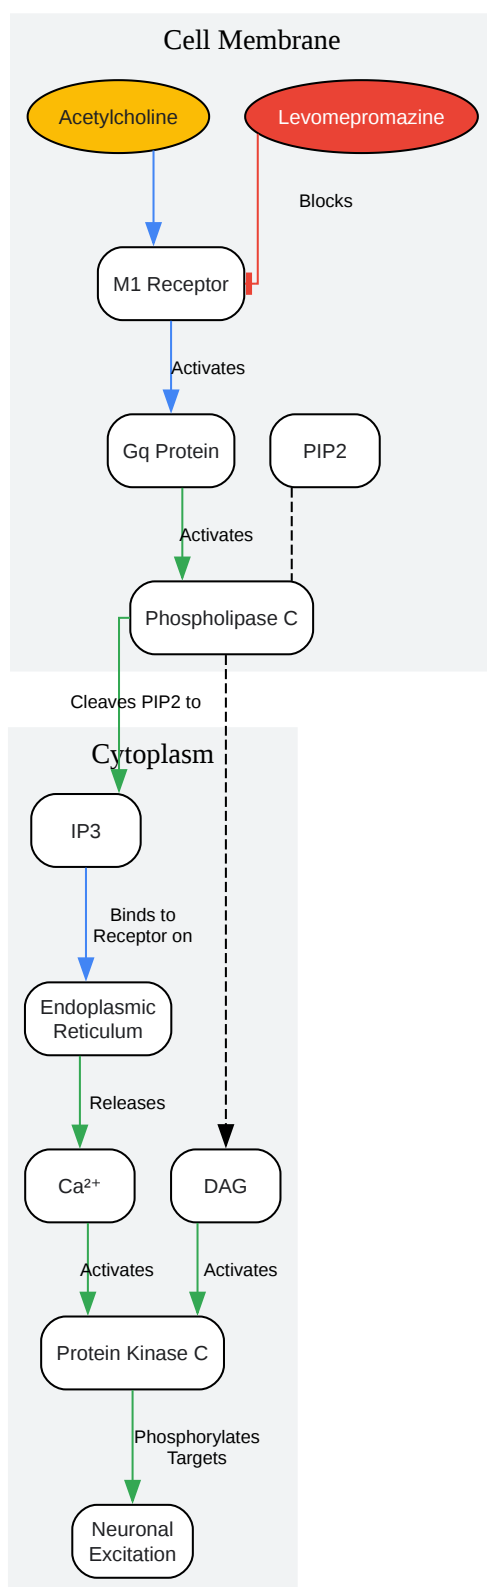 Cell Membrane
Acetylcholine
Levomepromazine
Blocks
M1 Receptor
Activates
Gq Protein
PIP2
Activates
Phospholipase C
Cleaves PIP2 to
Cytoplasm
IP3
Binds to
Receptor on
Endoplasmic
Reticulum
Releases
Ca²⁺
DAG
Activates
Activates
Protein Kinase C
Phosphorylates
Targets
Neuronal
Excitation